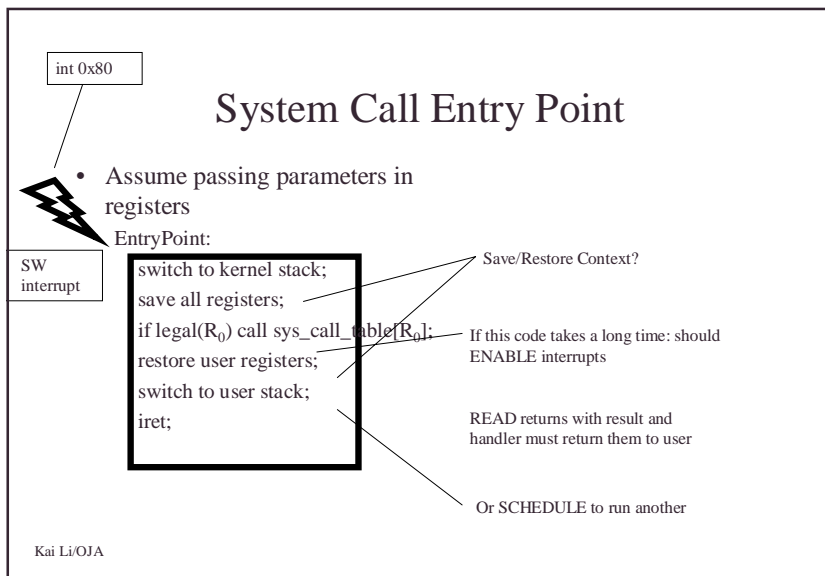 int 0x80
System Call Entry Point
• Assume passing parameters in
registers
EntryPoint:
SW
interrupt
switch to kernel stack;
save all registers;
if legal(R₀) call sys_call_table[R₀];
restore user registers;
switch to user stack;
iret;
Save/Restore Context?
If this code takes a long time: should
ENABLE interrupts
READ returns with result and
handler must return them to user
Or SCHEDULE to run another
Kai Li/OJA